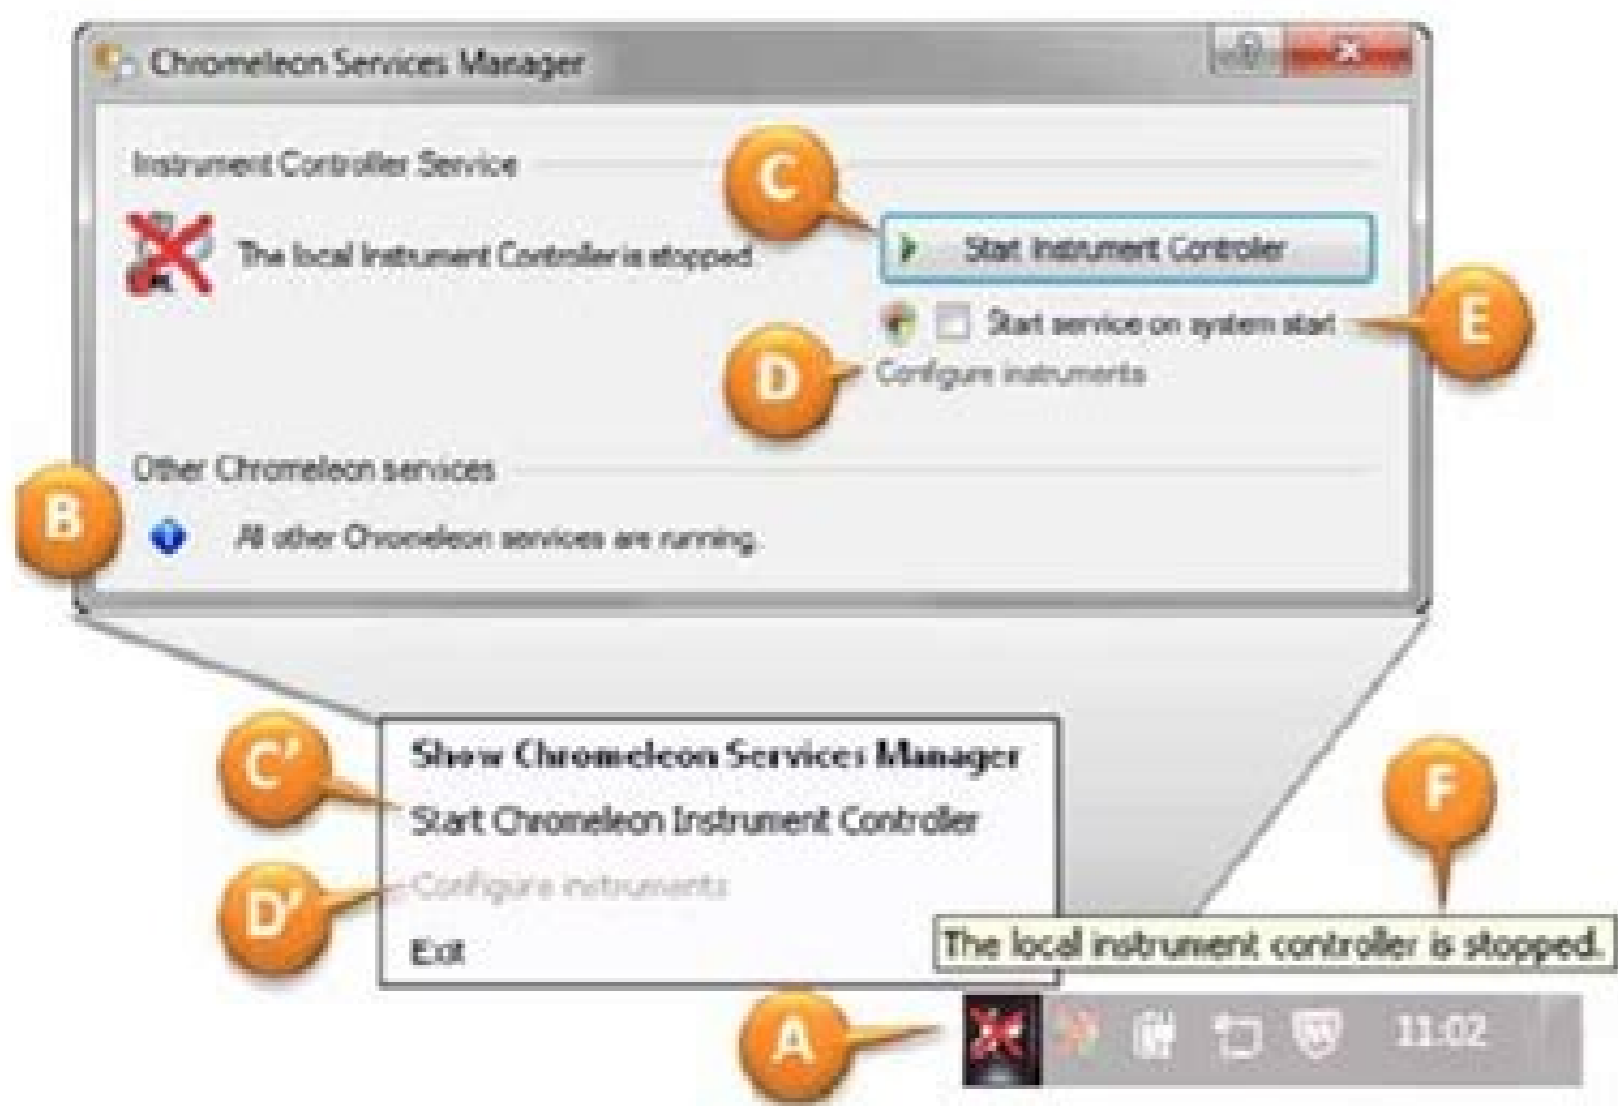 Chromeleon Services Manager
Instrument Controller Service
C
The local Instrument Controller is stopped.
Start Instrument Controller
Start service on system start
E
D
Configure instruments
Other Chromeleon services
B
All other Chromeleon services are running.
Show Chromeleon Services Manager
C'
Start Chromeleon Instrument Controller
F
D'
Configure instruments
Exit
The local instrument controller is stopped.
A
11:02